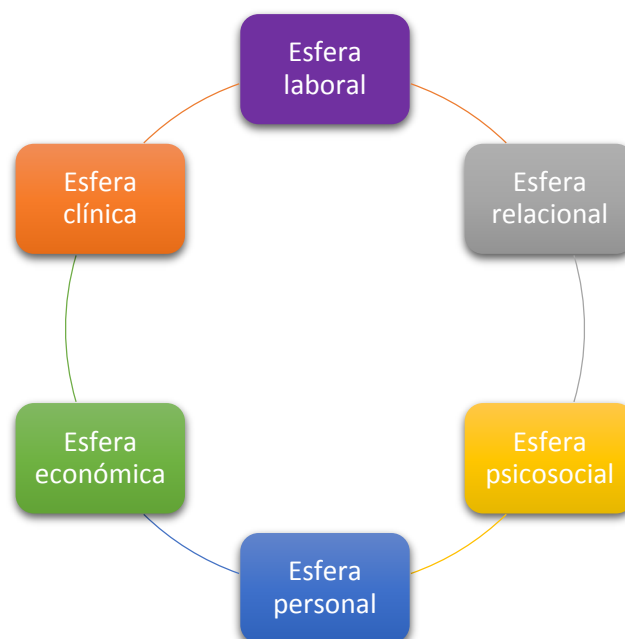 Esfera
laboral
Esfera
relacional
Esfera
psicosocial
Esfera
personal
Esfera
económica
Esfera
clínica